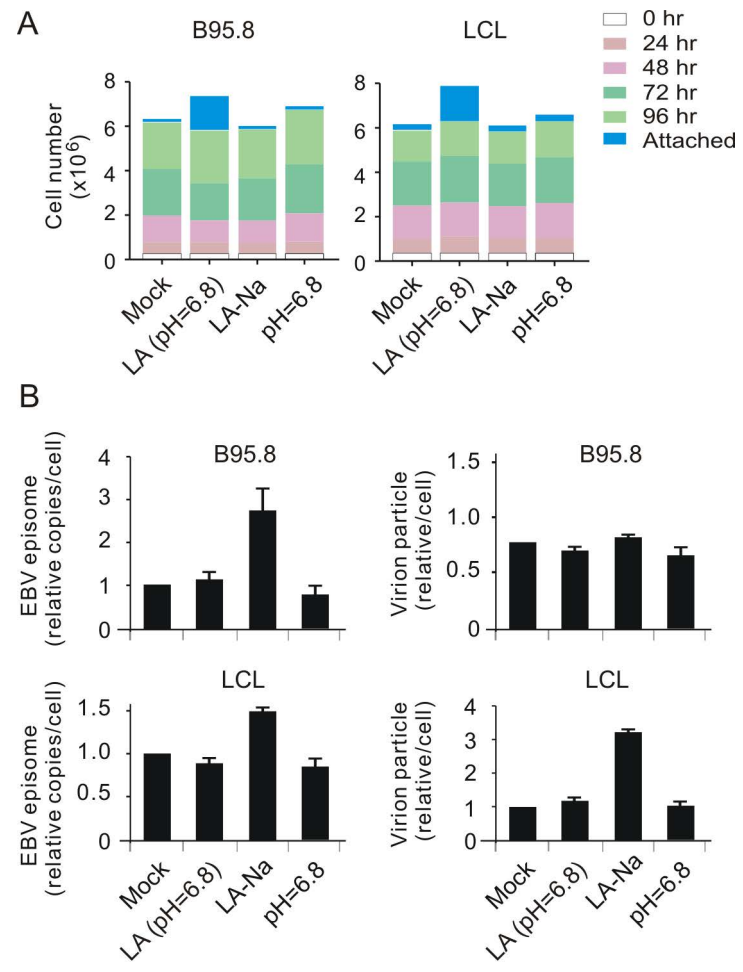 A
B95.8
LCL
0 hr
24 hr
48 hr
72 hr
96 hr
Attached
Cell number
(x10⁶)
8
6
4
2
0
8
6
4
2
0
Mock
LA (pH=6.8)
LA-Na
pH=6.8
Mock
LA (pH=6.8)
LA-Na
pH=6.8
B
B95.8
EBV episome
(relative copies/cell)
4
3
2
1
0
B95.8
Virion particle
(relative/cell)
1.5
1.0
0.5
0
LCL
EBV episome
(relative copies/cell)
1.5
1.0
0.5
0
Mock
LA (pH=6.8)
LA-Na
pH=6.8
LCL
Virion particle
(relative/cell)
4
3
2
1
0
Mock
LA (pH=6.8)
LA-Na
pH=6.8